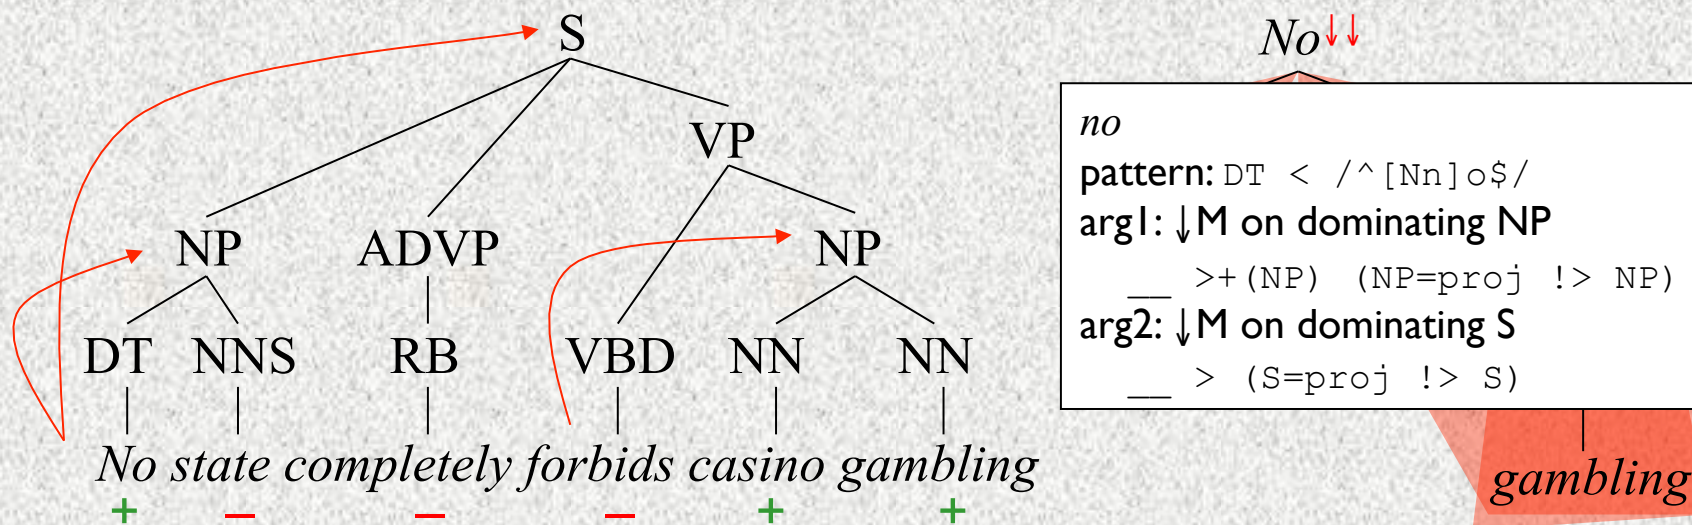 S
VP
NP ADVP NP
DT NNS RB VBD NN NN
No state completely forbids casino gambling
+ – – – + +
No↓↓
no
pattern: DT < /^[Nn]o$/
arg1: ↓M on dominating NP
__ >+(NP) (NP=proj !> NP)
arg2: ↓M on dominating S
__ > (S=proj !> S)
gambling